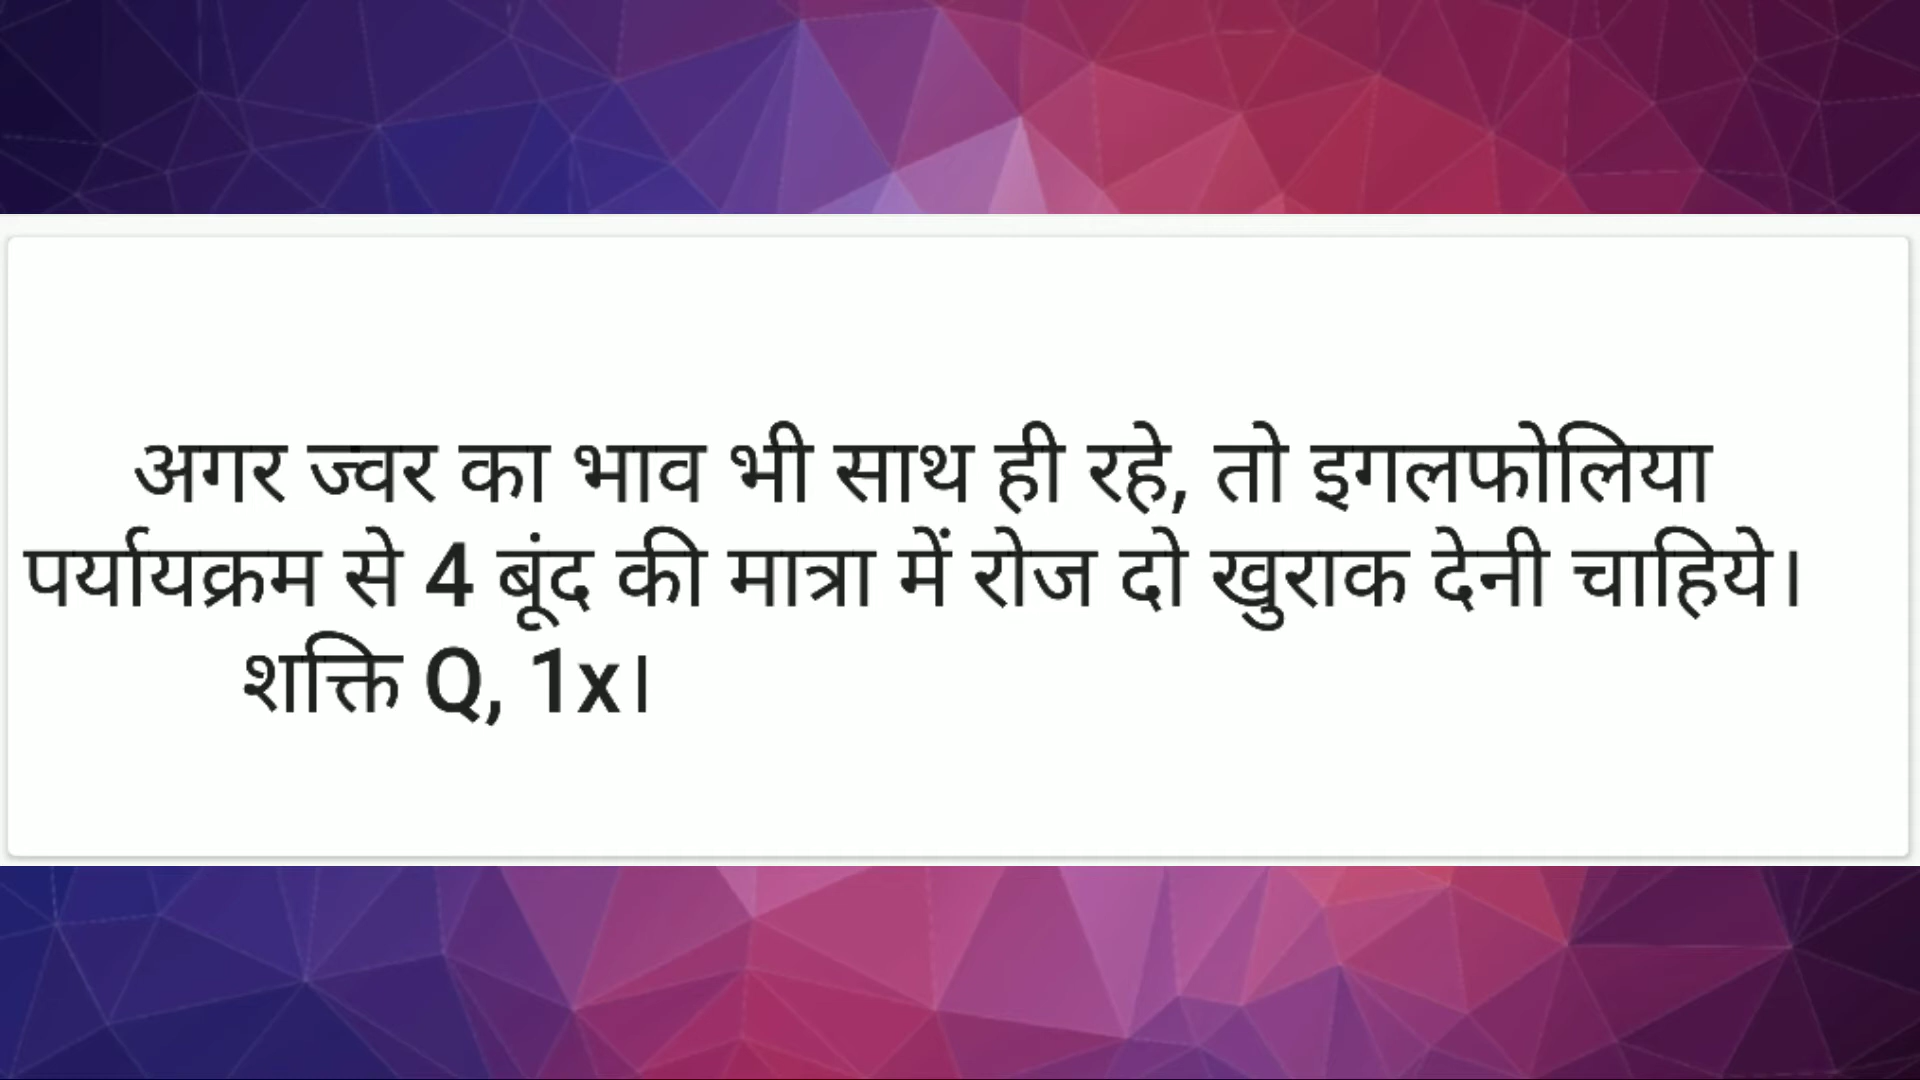 अगर ज्वर का भाव भी साथ ही रहे, तो इगलफोलिया
पर्यायक्रम से 4 बूंद की मात्रा में रोज दो खुराक देनी चाहिये।
शक्ति Q, 1x।